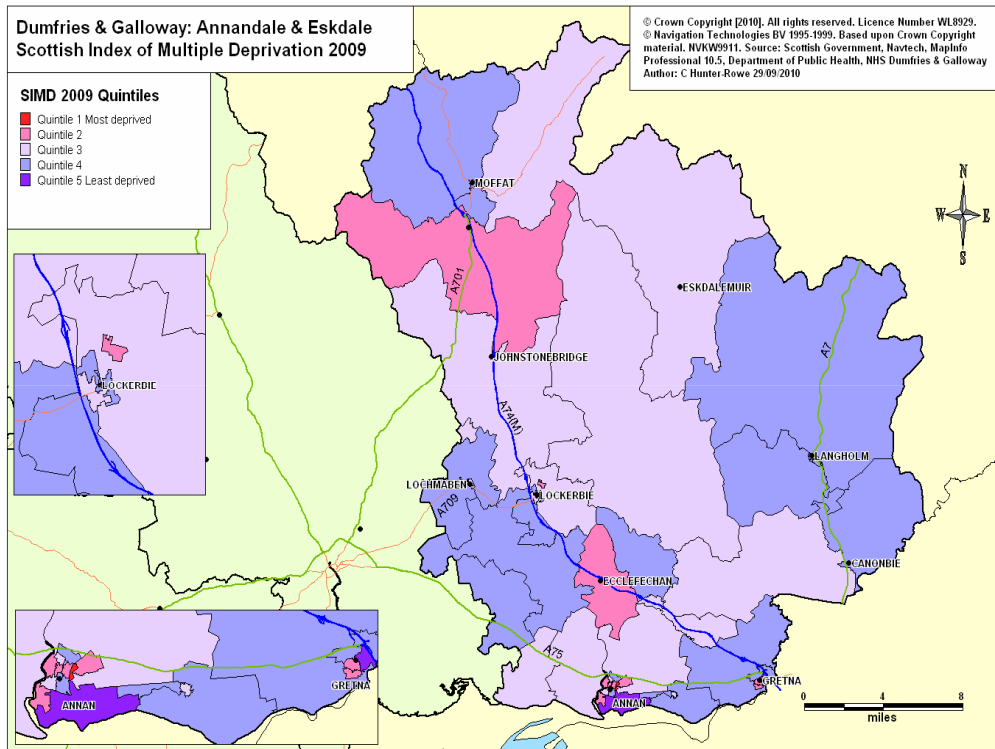 Dumfries & Galloway: Annandale & Eskdale
Scottish Index of Multiple Deprivation 2009
© Crown Copyright [2010]. All rights reserved. Licence Number WL8929.
© Navigation Technologies BV 1995-1999. Based upon Crown Copyright
material. NVKW9911. Source: Scottish Government, Navtech, MapInfo
Professional 10.5, Department of Public Health, NHS Dumfries & Galloway
Author: C Hunter-Rowe 29/09/2010
SIMD 2009 Quintiles
Quintile 1 Most deprived
Quintile 2
Quintile 3
Quintile 4
Quintile 5 Least deprived
N
W
E
S
MOFFAT
A701
ESKDALEMUIR
A7
JOHNSTONEBRIDGE
LOCKERBIE
A74(M)
LANGHOLM
LOCHMABEN
LOCKERBIE
A709
CANONBIE
ECCLEFECHAN
A75
GRETNA
ANNAN
GRETNA
ANNAN
0
4
8
miles